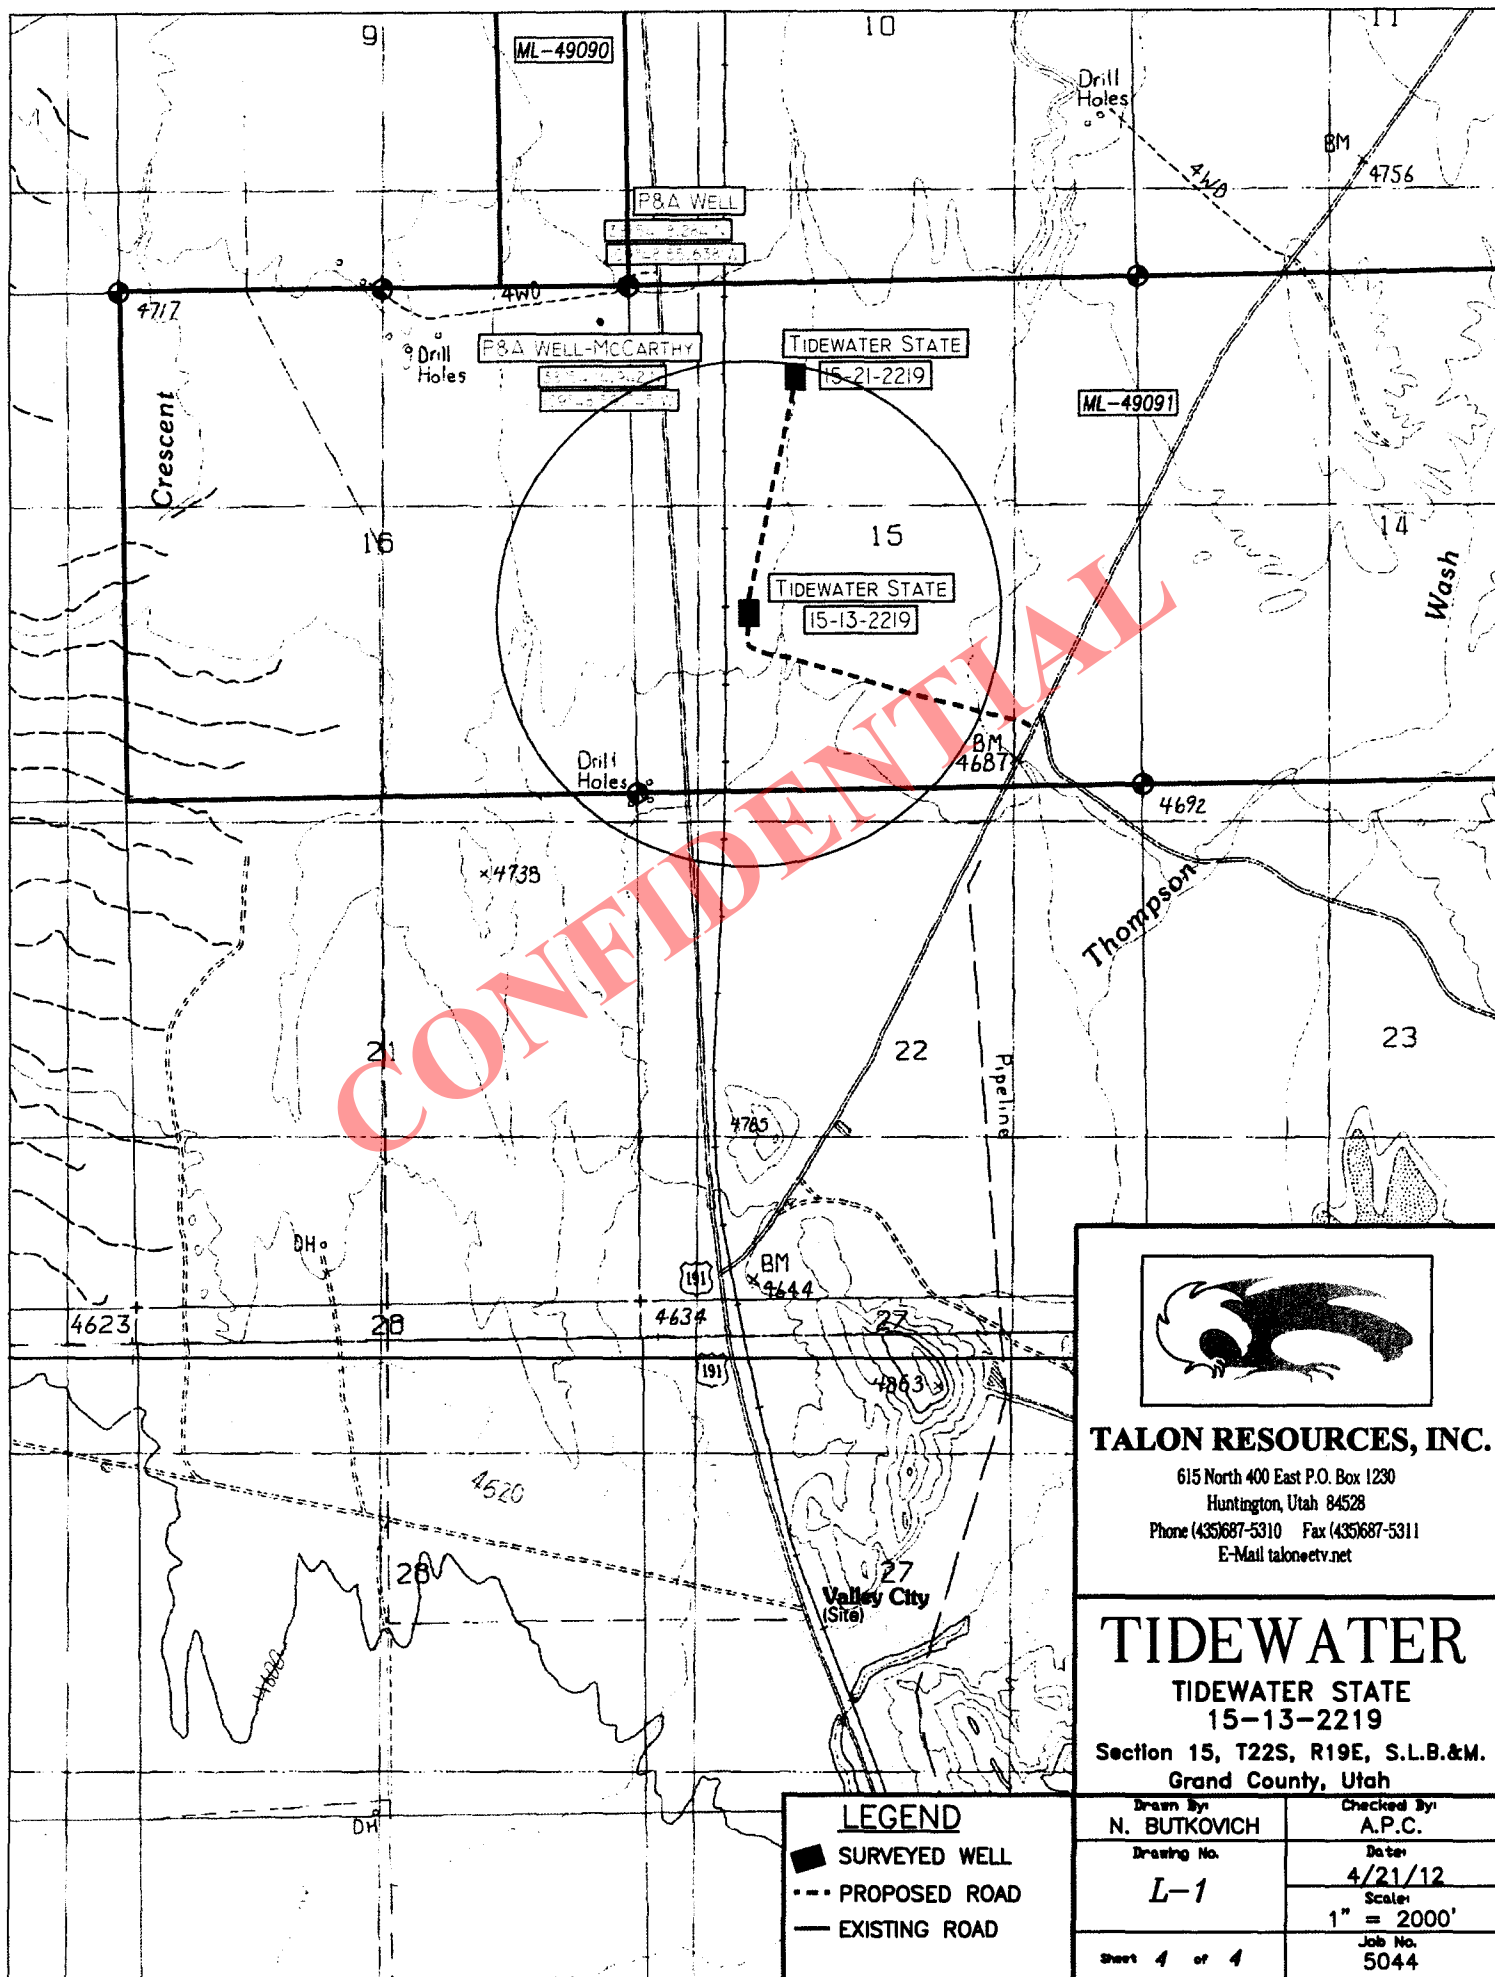 9
10
11
ML-49090
Drill
Holes
BM
4756
4WD
P&A WELL
4717
4WD
Drill
Holes
P&A WELL-McCARTHY
TIDEWATER STATE
15-21-2219
ML-49091
Crescent
16
15
14
TIDEWATER STATE
15-13-2219
Wash
Drill
Holes
BM
4687
4692
4738
Thompson
CONFIDENTIAL
21
22
23
Pipeline
4785
DH
191
BM
4644
4623
28
4634
27
191
4863
4620
28
27
Valley City
(Site)
4600
DH
TALON RESOURCES, INC.
615 North 400 East P.O. Box 1230
Huntington, Utah 84528
Phone (435)687-5310 Fax (435)687-5311
E-Mail talon@etv.net
TIDEWATER
TIDEWATER STATE
15-13-2219
Section 15, T22S, R19E, S.L.B.&M.
Grand County, Utah
Drawn By:
N. BUTKOVICH
Checked By:
A.P.C.
Drawing No.
L-1
Date:
4/21/12
Scale:
1" = 2000'
Sheet 4 of 4
Job No.
5044
LEGEND
SURVEYED WELL
PROPOSED ROAD
EXISTING ROAD